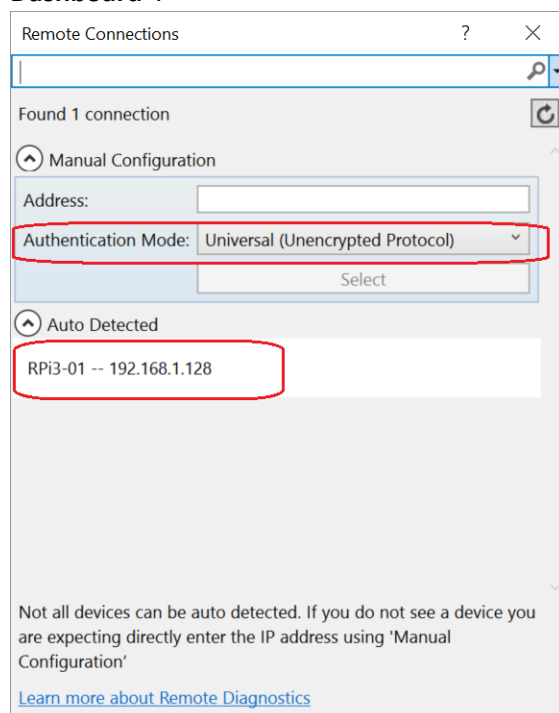 Remote Connections ?
Found 1 connection
Manual Configuration
Address:
Authentication Mode: Universal (Unencrypted Protocol)
Select
Auto Detected
RPi3-01 -- 192.168.1.128
Not all devices can be auto detected. If you do not see a device you
are expecting directly enter the IP address using 'Manual
Configuration'
Learn more about Remote Diagnostics